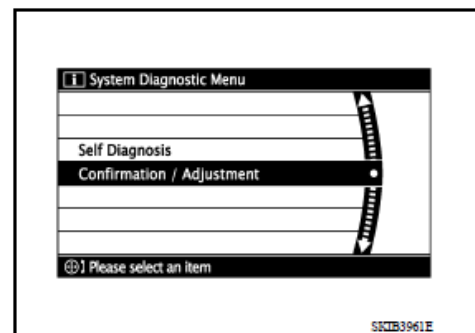 i System Diagnostic Menu
Self Diagnosis
Confirmation / Adjustment
Please select an item
SKIB3961E